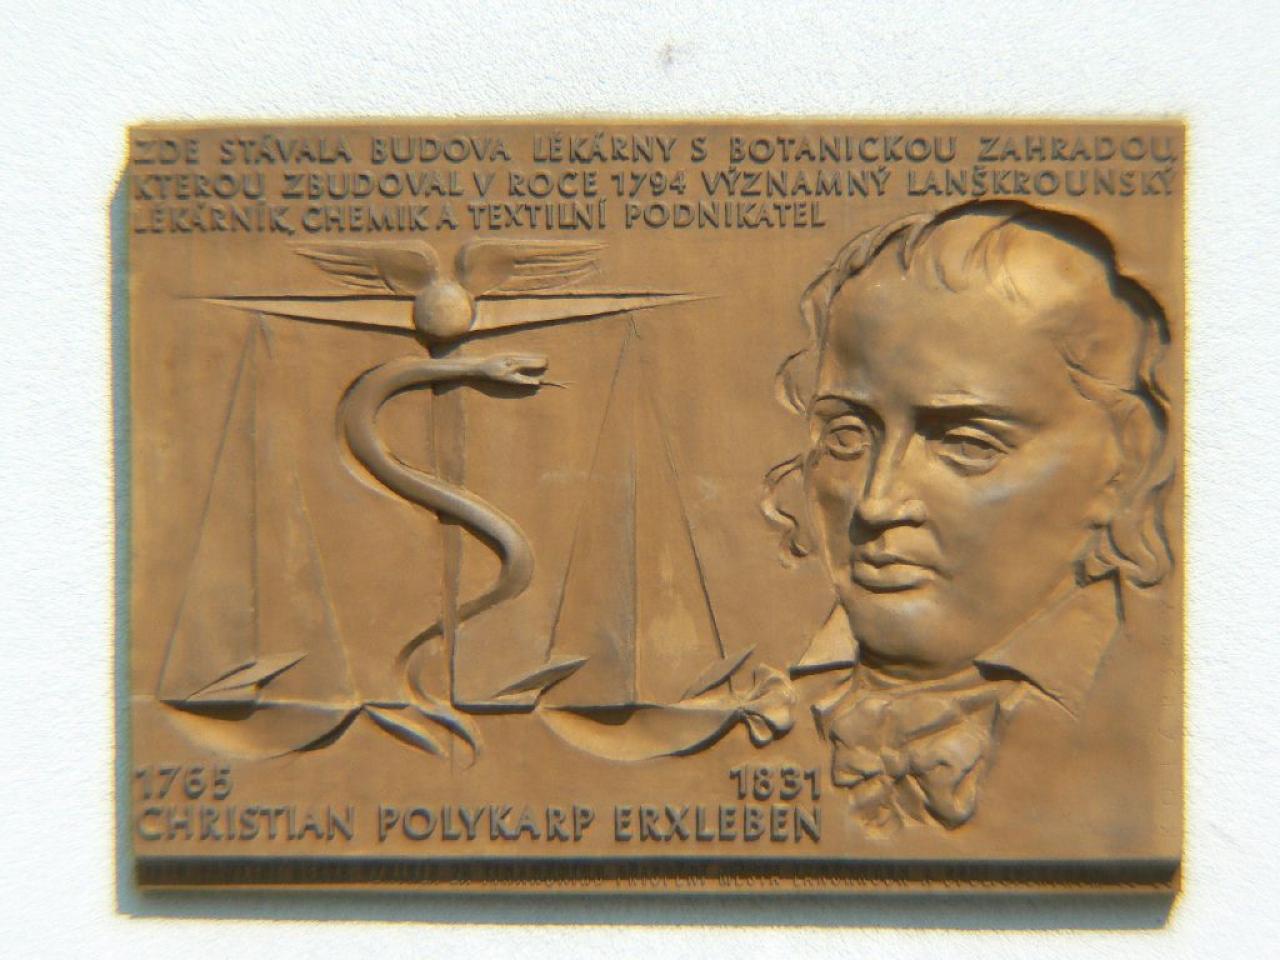 ZDE STÁVALA BUDOVA LÉKÁRNY S BOTANICKOU ZAHRADOU,
KTEROU ZBUDOVAL V ROCE 1794 VÝZNAMNÝ LANŠKROUNSKÝ
LÉKÁRNÍK, CHEMIK A TEXTILNÍ PODNIKATEL
1765 1831
CHRISTIAN POLYKARP ERXLEBEN